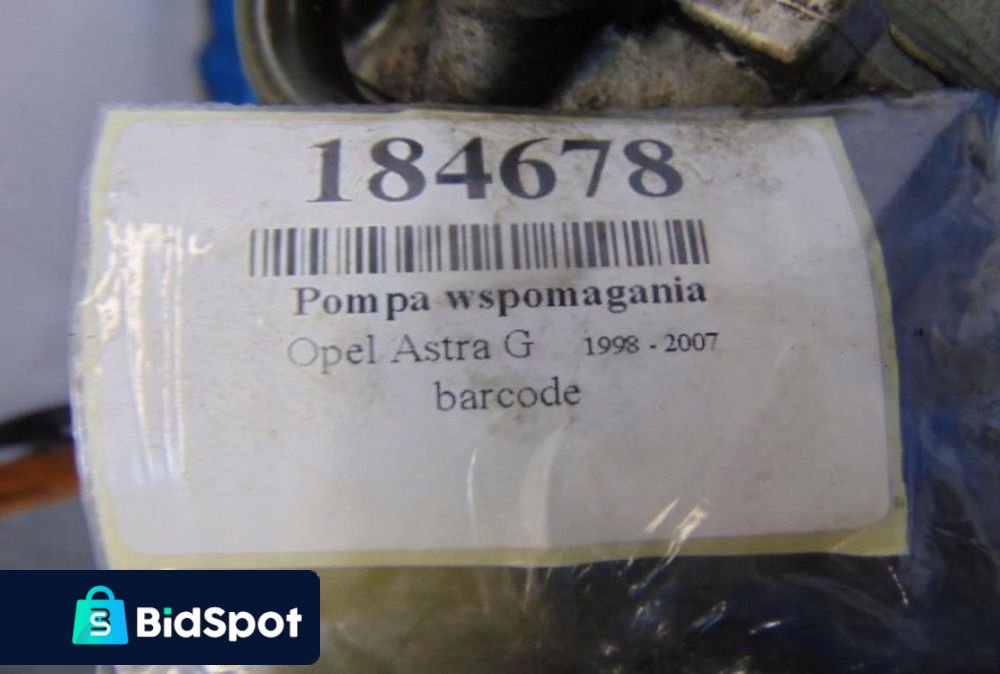 184678
Pompa wspomagania
Opel Astra G 1998 - 2007
barcode
BidSpot